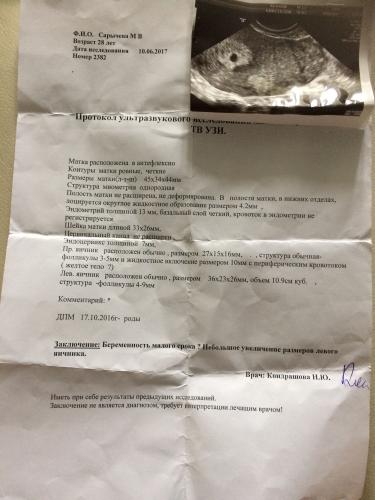 Ф.И.О. Сарычева М В
Возраст 28 лет
Дата исследования 10.06.2017
Номер 2382
Протокол ультразвукового исследования
ТВ УЗИ.
Матка расположена в антефлексио
Контуры матки ровные, четкие
Размеры матки(д-т-ш) 45х34х44мм
Структура миометрия однородная
Полость матки не расширена, не деформирована. В полости матки, в нижних отделах,
лоцируется округлое жидкостное образование размером 4.2мм ,
Эндометрий толщиной 13 мм, базальный слой четкий, кровоток в эндометрии не
регистрируется
Шейка матки длиной 33х26мм,
Цервикальный канал не расширен
Эндоцервикс толщиной 7мм,
Пр. яичник расположен обычно , размером 27х15х16мм, . , структура обычная-
фолликулы 3-5мм и жидкостное включение размером 10мм с периферическим кровотоком
( желтое тело ?)
Лев. яичник расположен обычно , размером 36х23х26мм, объем 10.9см куб. ,
структура -фолликулы 4-9мм
Комментарий: *
ДПМ 17.10.2016г- роды
Заключение: Беременность малого срока ? Небольшое увеличение размеров левого
яичника.
Врач: Кондрашова И.Ю.
Иметь при себе результаты предыдущих исследований.
Заключение не является диагнозом, требует интерпретации лечащим врачом!